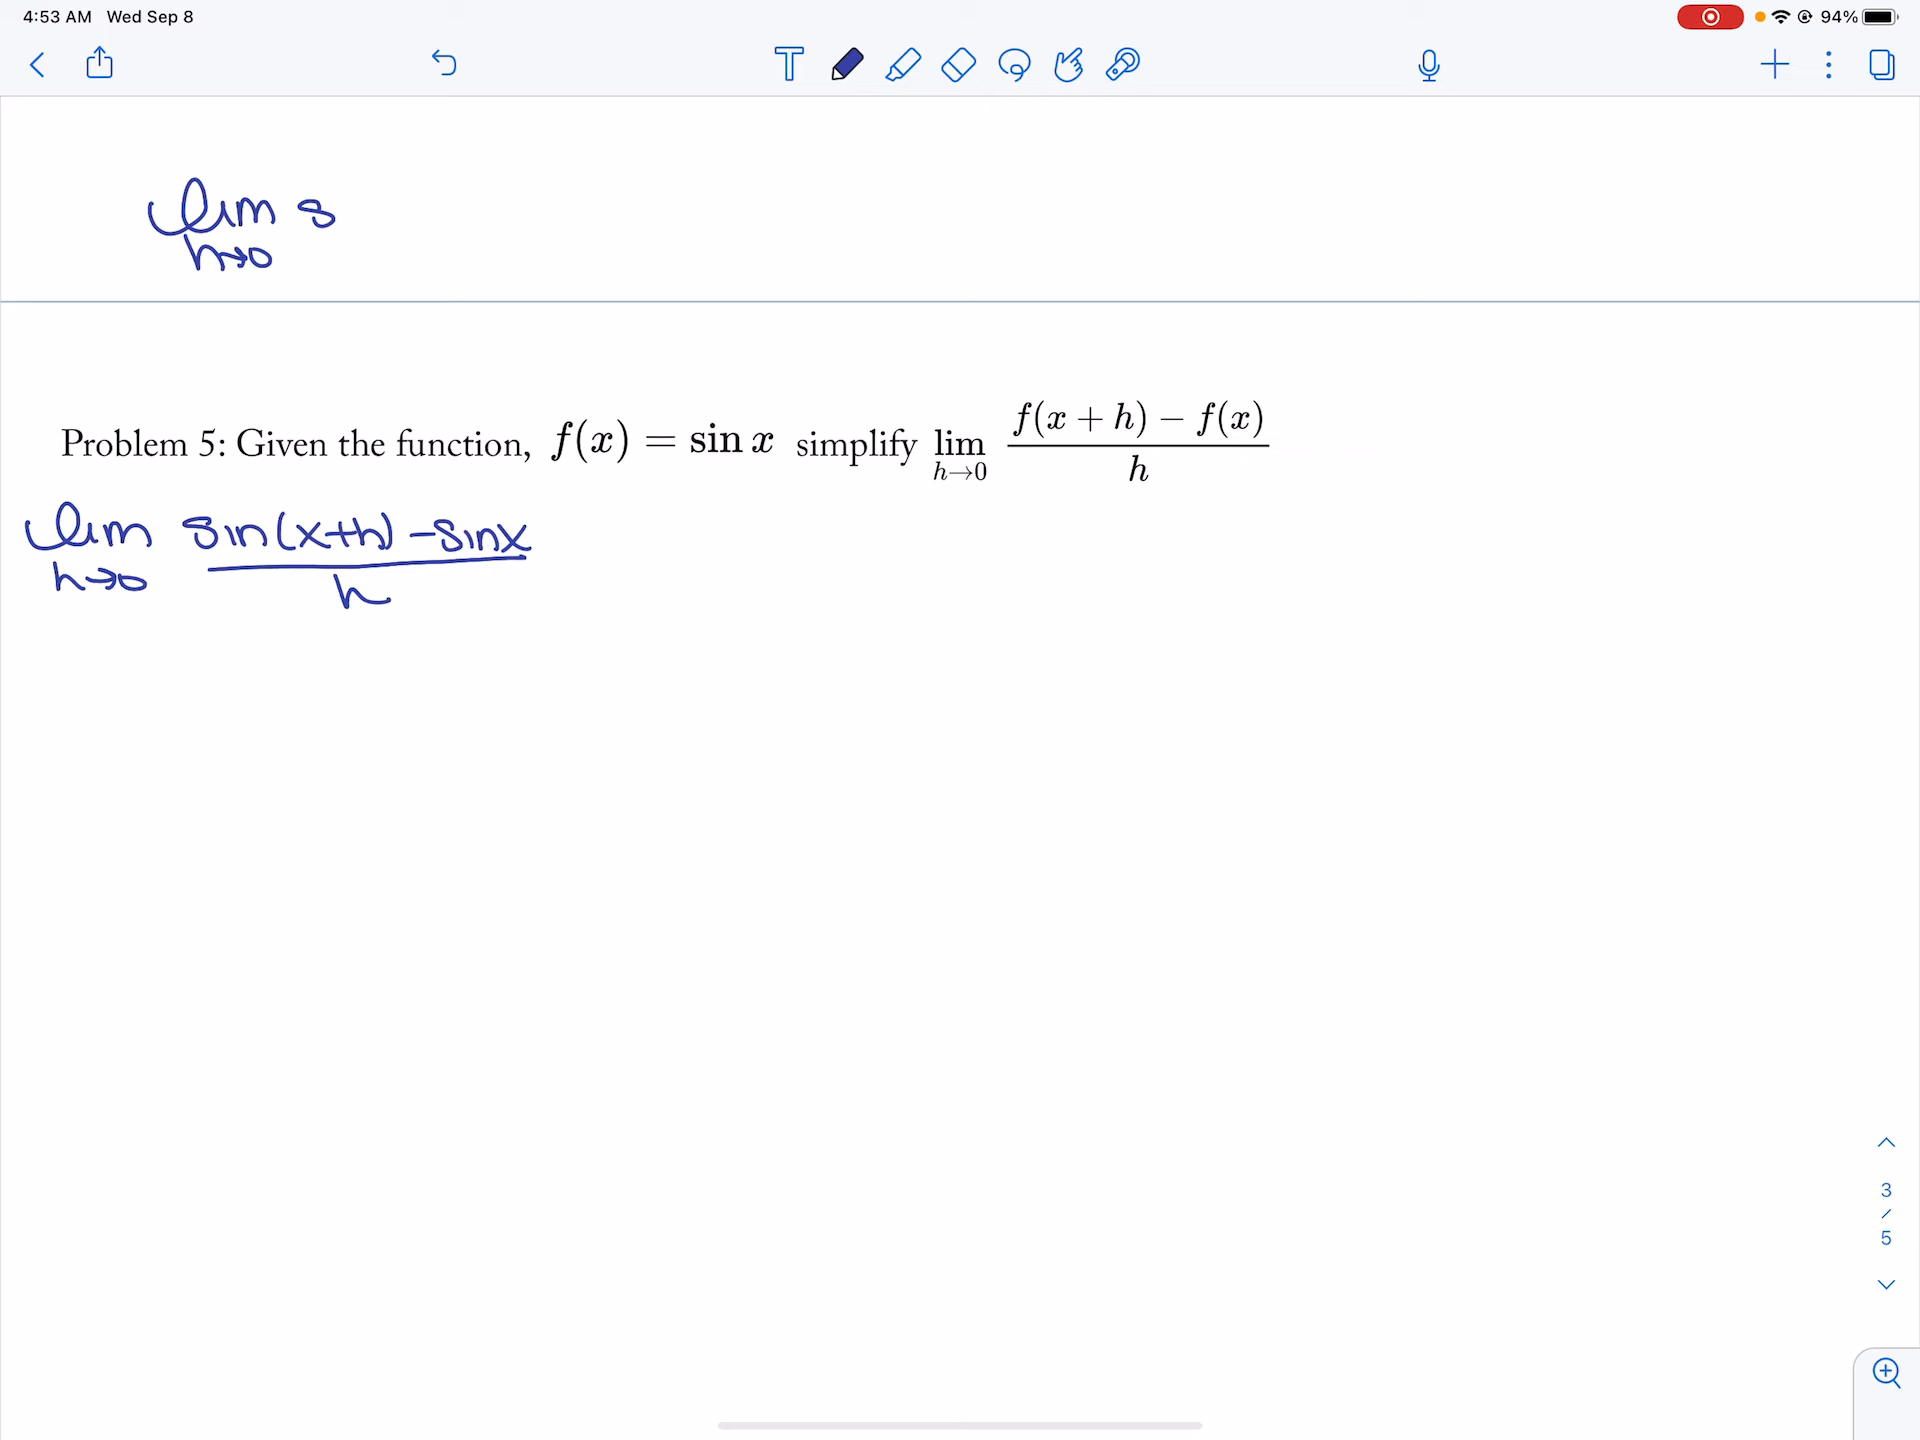 4:53 AM Wed Sep 8 94%
T
lim s
h→0
Problem 5: Given the function, f(x) = sin x simplify lim h→0 f(x + h) − f(x) / h
lim sin(x+h) - sinx
h→0 h
3
/
5